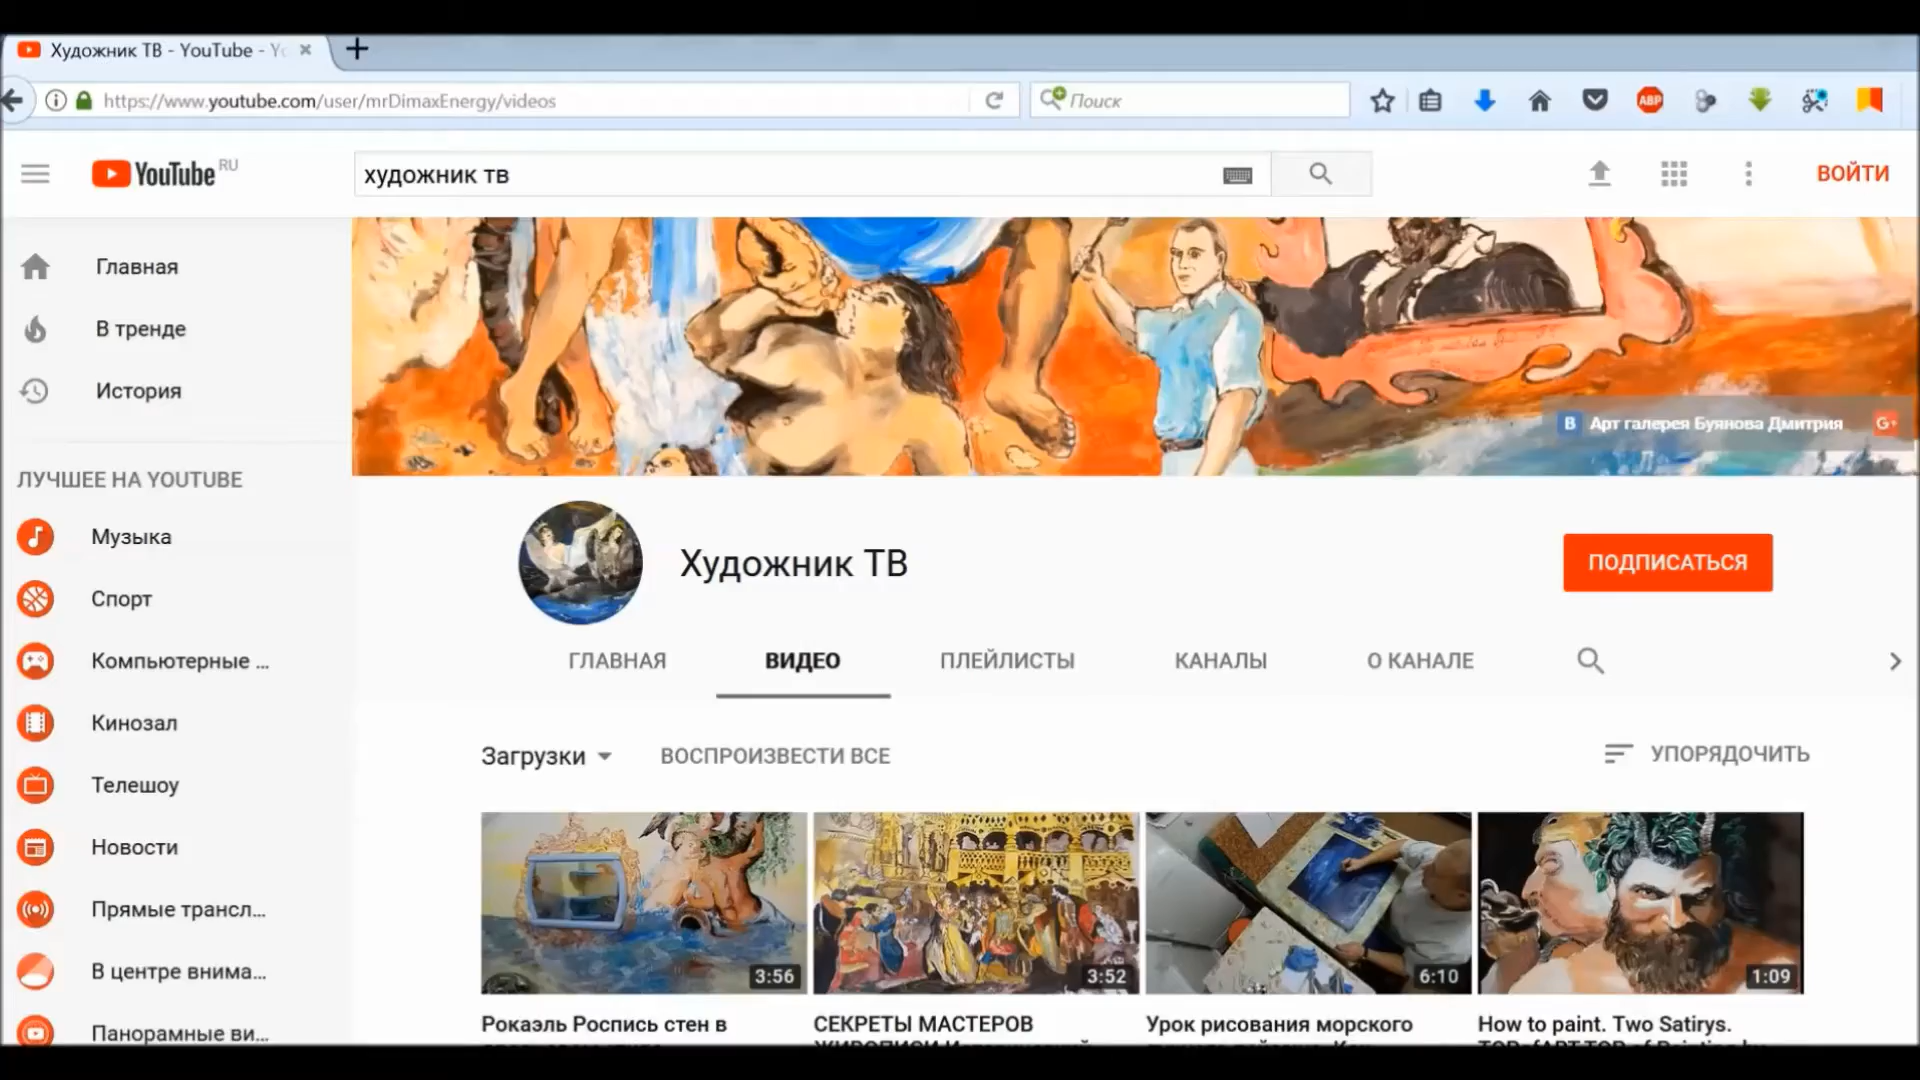 Художник ТВ - YouTube
https://www.youtube.com/user/mrDimaxEnergy/videos
Поиск
ABP
YouTube RU
художник тв
ВОЙТИ
Главная
В тренде
История
B Арт галерея Буянова Дмитрия G+
ЛУЧШЕЕ НА YOUTUBE
Музыка
Спорт
Компьютерные ...
Кинозал
Телешоу
Новости
Прямые трансл...
В центре внима...
Панорамные ви...
Художник ТВ
ПОДПИСАТЬСЯ
ГЛАВНАЯ ВИДЕО ПЛЕЙЛИСТЫ КАНАЛЫ О КАНАЛЕ
Загрузки ВОСПРОИЗВЕСТИ ВСЕ УПОРЯДОЧИТЬ
3:56 3:52 6:10 1:09
Рокаэль Роспись стен в
СЕКРЕТЫ МАСТЕРОВ
Урок рисования морского
How to paint. Two Satirys.